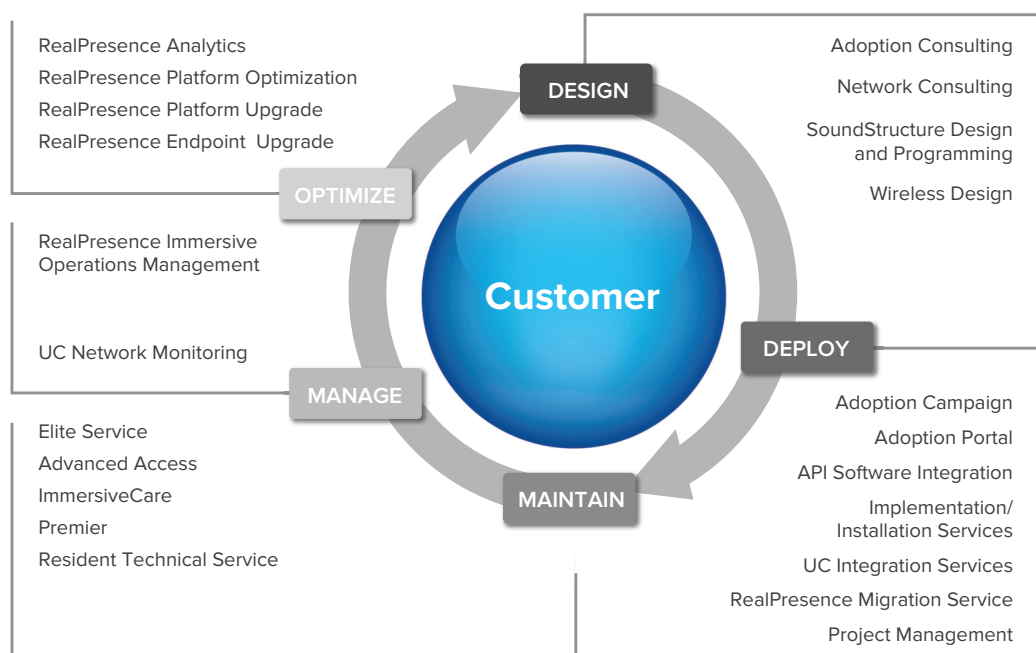 RealPresence Analytics
RealPresence Platform Optimization
RealPresence Platform Upgrade
RealPresence Endpoint Upgrade
OPTIMIZE
DESIGN
Adoption Consulting
Network Consulting
SoundStructure Design
and Programming
Wireless Design
RealPresence Immersive
Operations Management
UC Network Monitoring
MANAGE
Customer
DEPLOY
Adoption Campaign
Adoption Portal
API Software Integration
Implementation/
Installation Services
UC Integration Services
RealPresence Migration Service
Project Management
MAINTAIN
Elite Service
Advanced Access
ImmersiveCare
Premier
Resident Technical Service